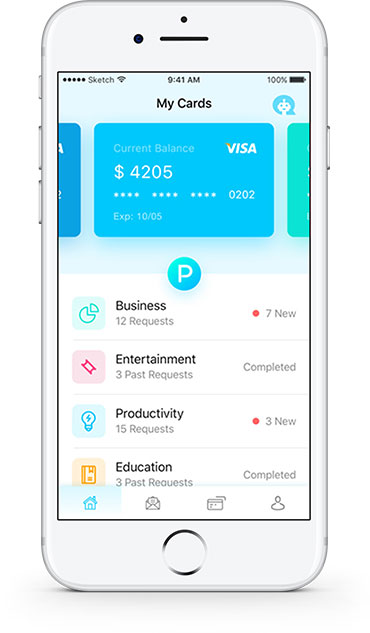 Sketch 9:41 AM 100%
My Cards
A
Current Balance VISA
$ 4205
**** **** **** 0202
Exp: 10/05
P
Business
12 Requests
7 New
Entertainment
3 Past Requests
Completed
Productivity
15 Requests
3 New
Education
3 Past Requests
Completed